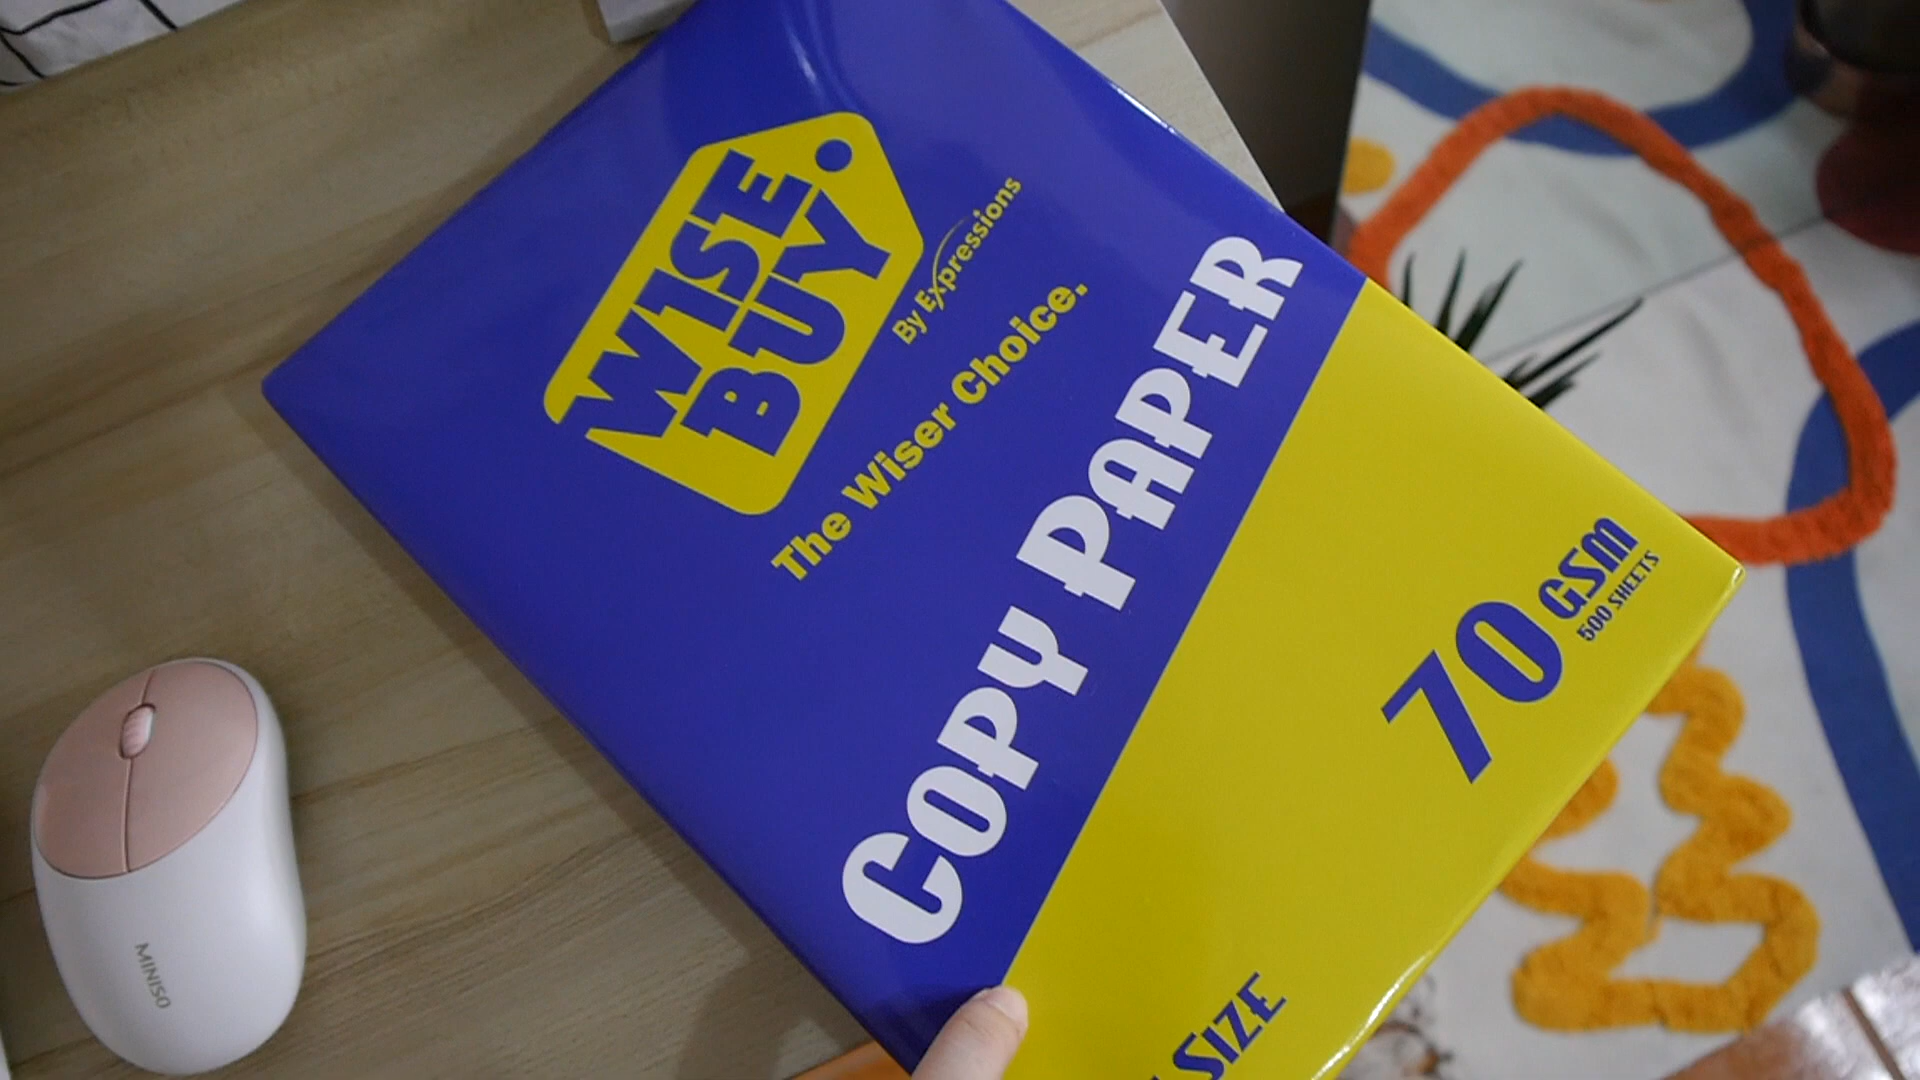 WISE
BUY
By Expressions
The Wiser Choice.
COPY PAPER
70 GSM
500 SHEETS
SIZE
MINISO